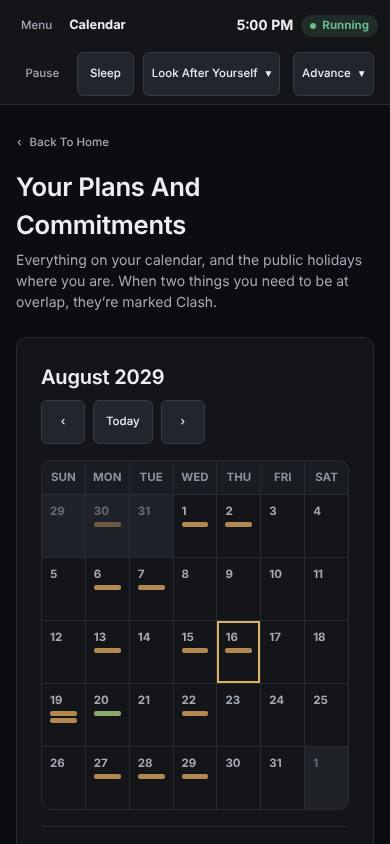 Menu Calendar 5:00 PM Running
Pause Sleep Look After Yourself ▾ Advance ▾
‹ Back To Home
Your Plans And
Commitments
Everything on your calendar, and the public holidays
where you are. When two things you need to be at
overlap, they’re marked Clash.
August 2029
‹ Today ›
SUN MON TUE WED THU FRI SAT
29 30 31 1 2 3 4
5 6 7 8 9 10 11
12 13 14 15 16 17 18
19 20 21 22 23 24 25
26 27 28 29 30 31 1